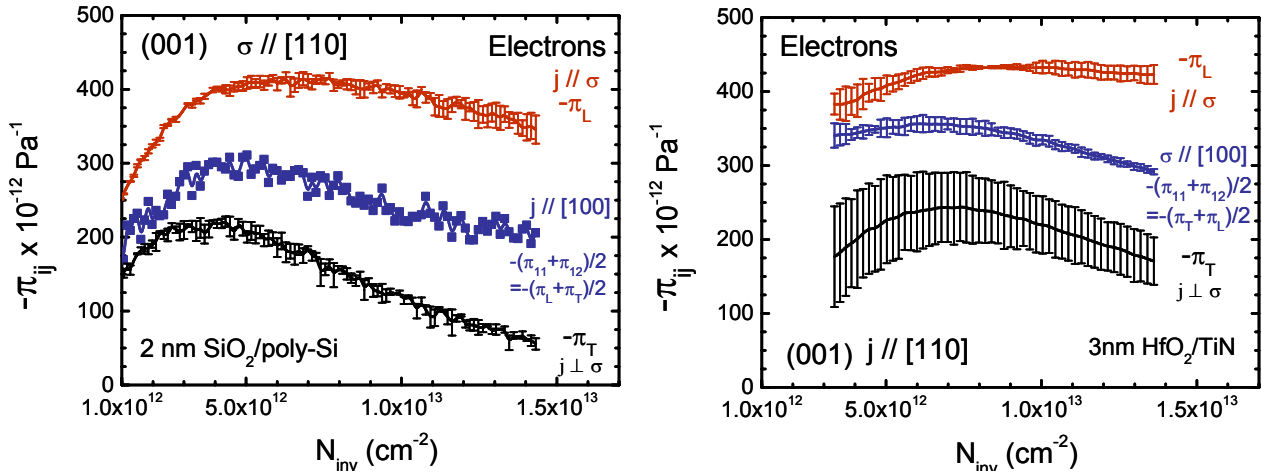 (001) σ // [110]
Electrons
j // σ
-π_L
j // [100]
-(π_11+π_12)/2
=-(π_L+π_T)/2
-π_T
j ⊥ σ
2 nm SiO_2/poly-Si
500
400
300
200
100
0
1.0x10^12
5.0x10^12
1.0x10^13
1.5x10^13
-π_ij x 10^-12 Pa^-1
N_inv (cm^-2)
Electrons
-π_L
j // σ
σ // [100]
-(π_11+π_12)/2
=-(π_T+π_L)/2
-π_T
j ⊥ σ
(001) j // [110]
3nm HfO_2/TiN
500
400
300
200
100
0
1.0x10^12
5.0x10^12
1.0x10^13
1.5x10^13
-π_ij x 10^-12 Pa^-1
N_inv (cm^-2)